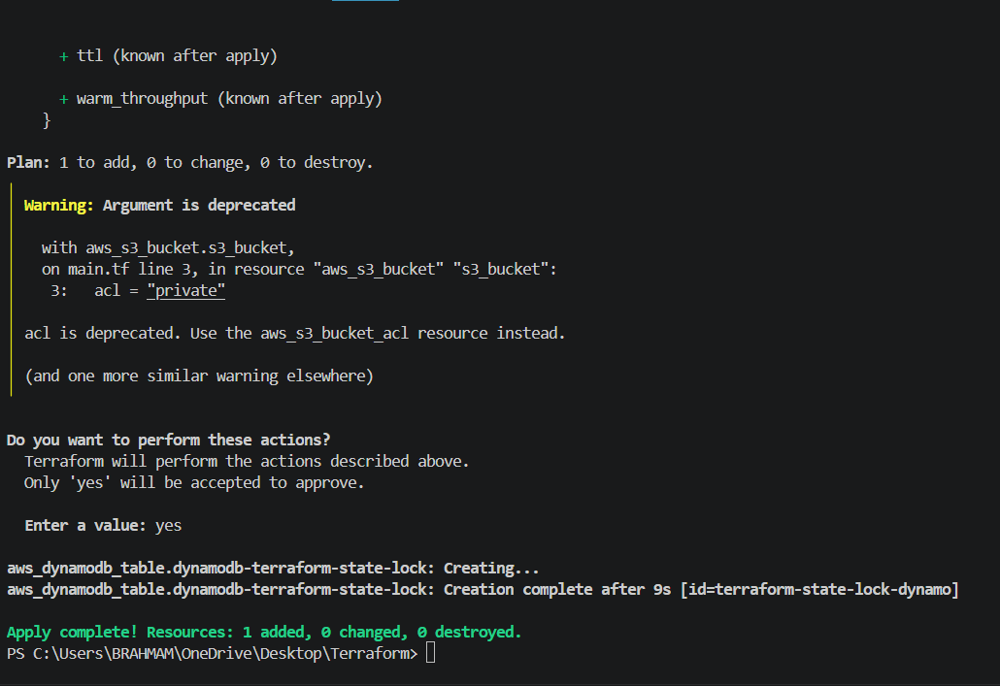 + ttl (known after apply)
+ warm_throughput (known after apply)
}
Plan: 1 to add, 0 to change, 0 to destroy.
Warning: Argument is deprecated
with aws_s3_bucket.s3_bucket,
on main.tf line 3, in resource "aws_s3_bucket" "s3_bucket":
3:   acl = "private"
acl is deprecated. Use the aws_s3_bucket_acl resource instead.
(and one more similar warning elsewhere)
Do you want to perform these actions?
Terraform will perform the actions described above.
Only 'yes' will be accepted to approve.
Enter a value: yes
aws_dynamodb_table.dynamodb-terraform-state-lock: Creating...
aws_dynamodb_table.dynamodb-terraform-state-lock: Creation complete after 9s [id=terraform-state-lock-dynamo]
Apply complete! Resources: 1 added, 0 changed, 0 destroyed.
PS C:\Users\BRAHMAM\OneDrive\Desktop\Terraform>